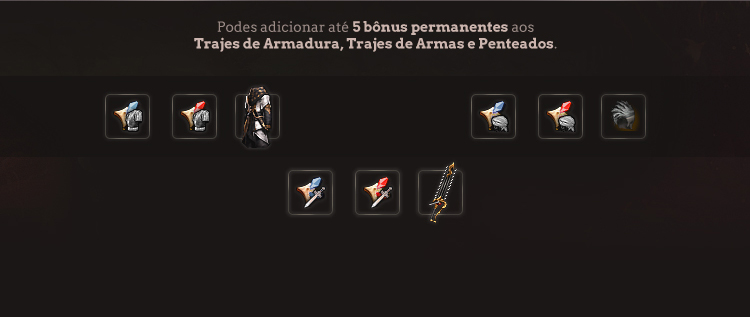 Podes adicionar até 5 bônus permanentes aos
Trajes de Armadura, Trajes de Armas e Penteados.